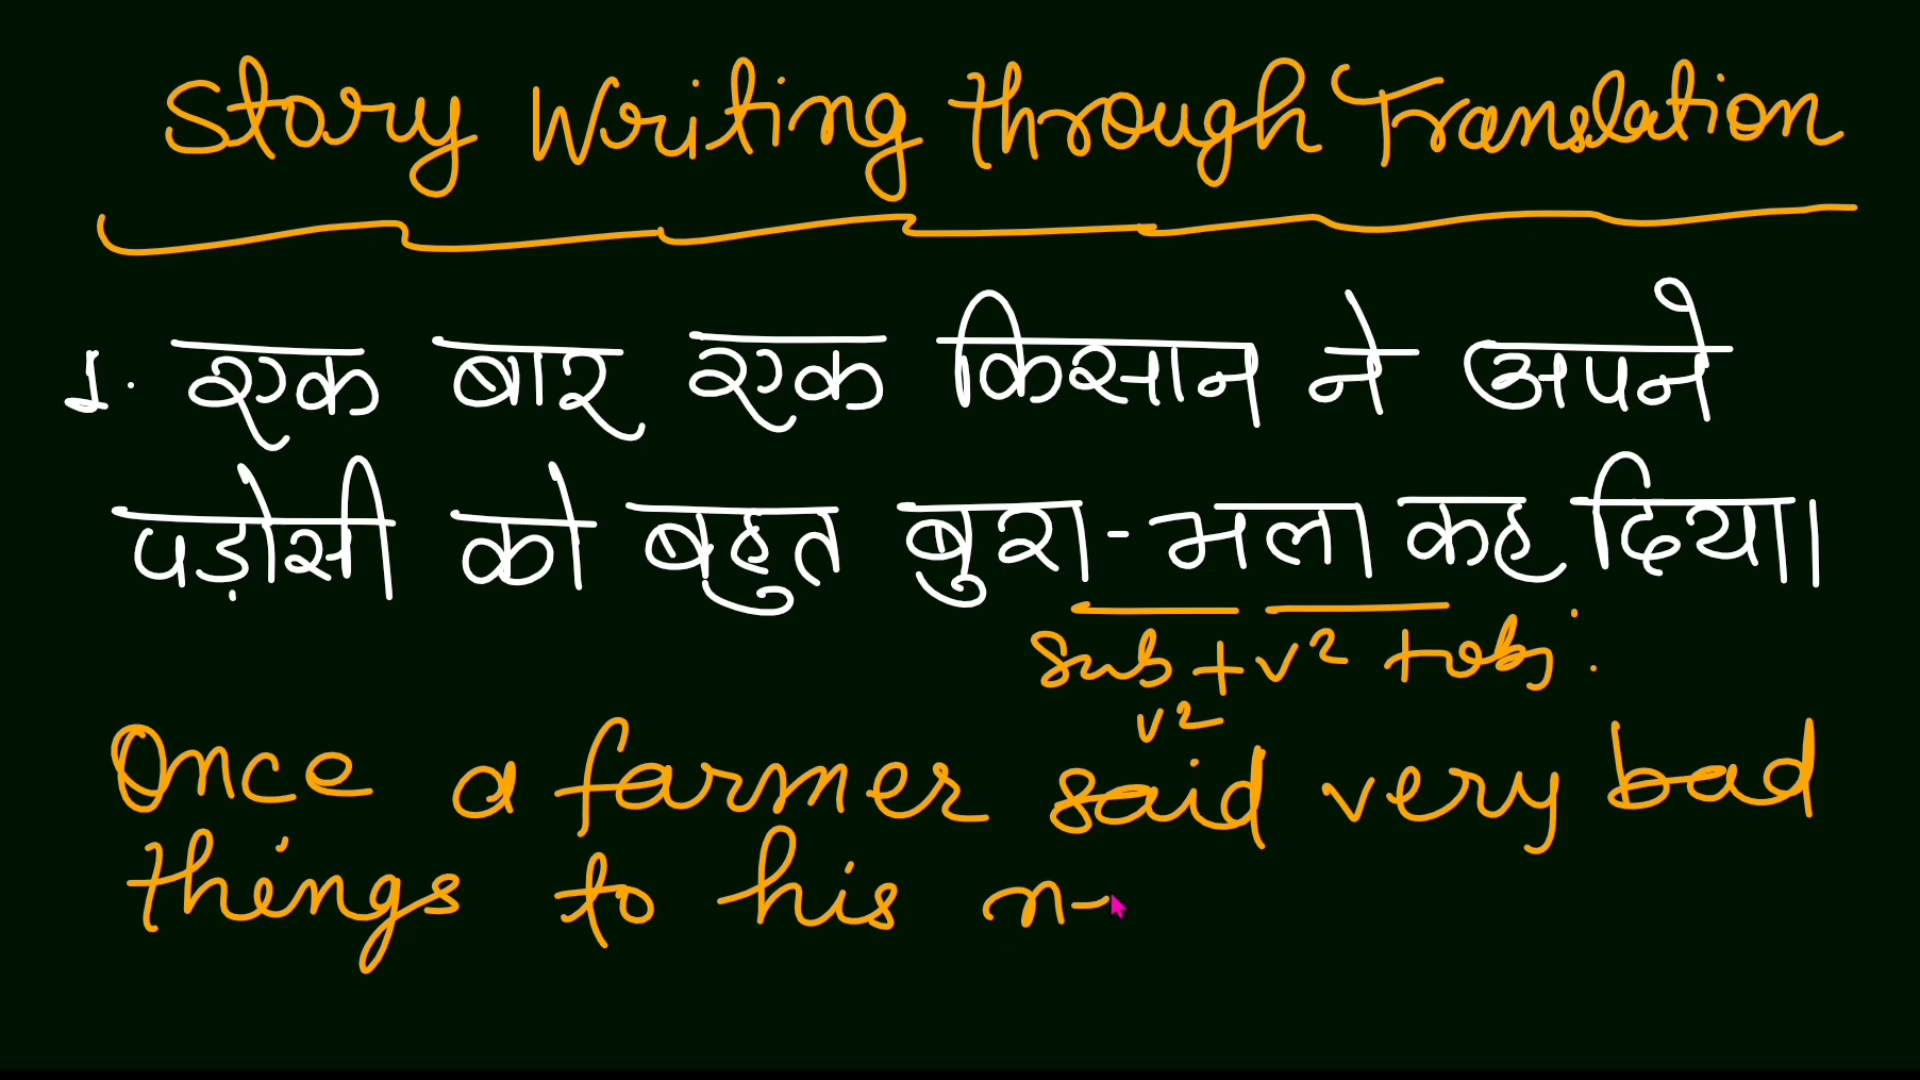 Story Writing through Translation
1. एक बार एक किसान ने अपने
पड़ोसी को बहुत बुरा-भला कह दिया।
Sub + v² + obj.
v²
Once a farmer said very bad
things to his n